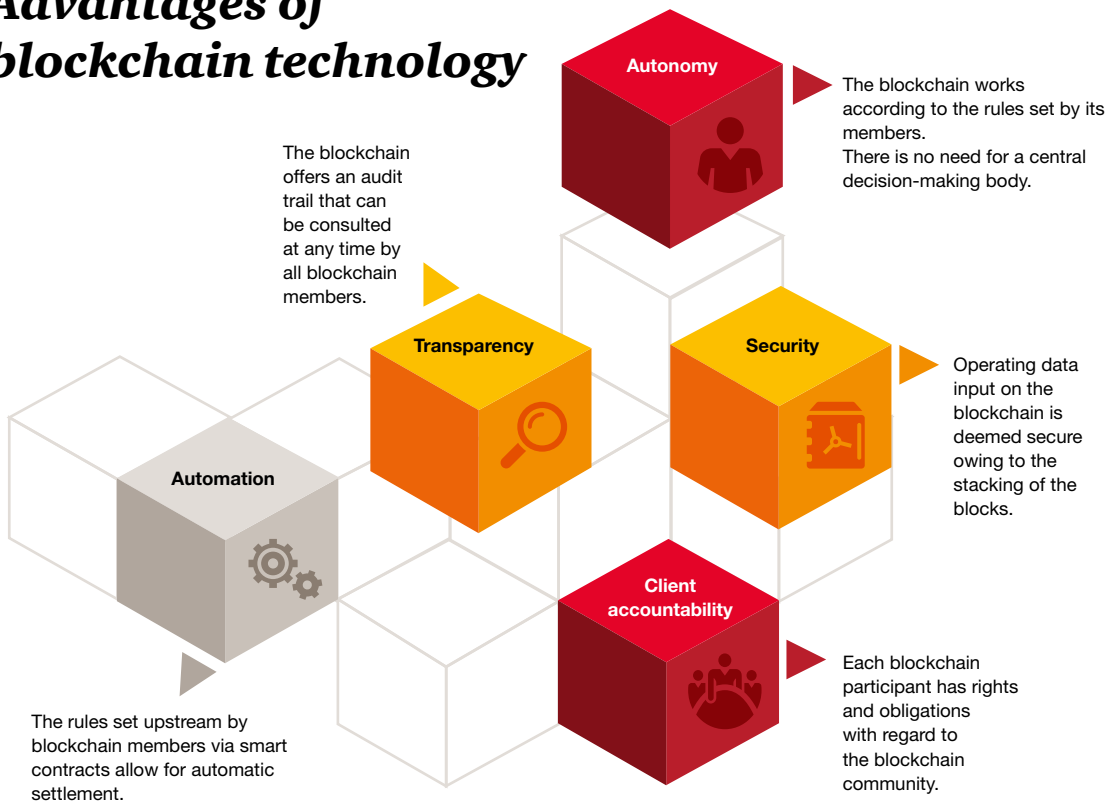 Advantages of
blockchain technology
Autonomy
The blockchain works
according to the rules set by its
members.
There is no need for a central
decision-making body.
The blockchain
offers an audit
trail that can
be consulted
at any time by
all blockchain
members.
Transparency
Security
Operating data
input on the
blockchain is
deemed secure
owing to the
stacking of the
blocks.
Automation
The rules set upstream by
blockchain members via smart
contracts allow for automatic
settlement.
Client
accountability
Each blockchain
participant has rights
and obligations
with regard to
the blockchain
community.